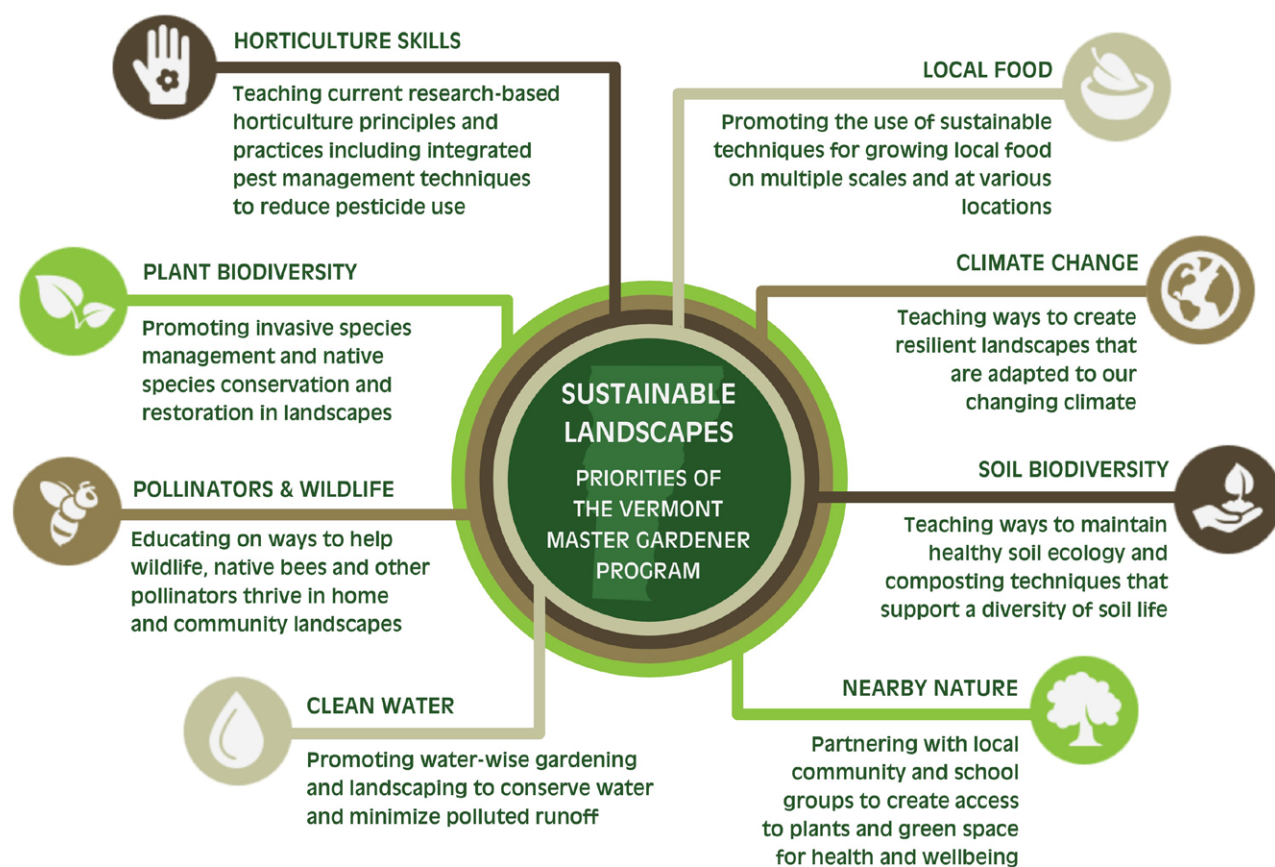 HORTICULTURE SKILLS
Teaching current research-based
horticulture principles and
practices including integrated
pest management techniques
to reduce pesticide use
PLANT BIODIVERSITY
Promoting invasive species
management and native
species conservation and
restoration in landscapes
POLLINATORS & WILDLIFE
Educating on ways to help
wildlife, native bees and other
pollinators thrive in home
and community landscapes
CLEAN WATER
Promoting water-wise gardening
and landscaping to conserve water
and minimize polluted runoff
SUSTAINABLE
LANDSCAPES
PRIORITIES OF
THE VERMONT
MASTER GARDENER
PROGRAM
LOCAL FOOD
Promoting the use of sustainable
techniques for growing local food
on multiple scales and at various
locations
CLIMATE CHANGE
Teaching ways to create
resilient landscapes that
are adapted to our
changing climate
SOIL BIODIVERSITY
Teaching ways to maintain
healthy soil ecology and
composting techniques that
support a diversity of soil life
NEARBY NATURE
Partnering with local
community and school
groups to create access
to plants and green space
for health and wellbeing